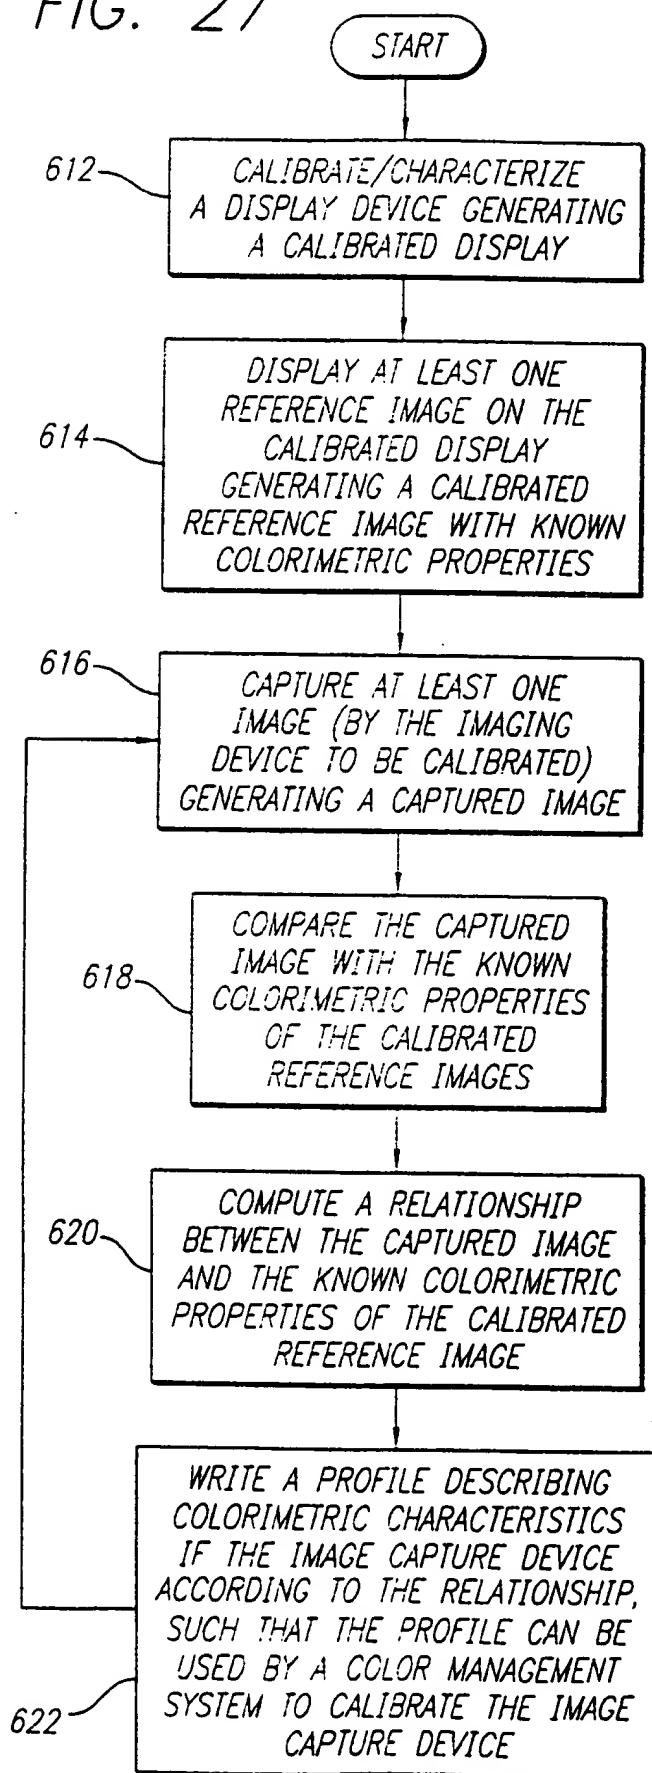 FIG. 27
START
612
CALIBRATE/CHARACTERIZE
A DISPLAY DEVICE GENERATING
A CALIBRATED DISPLAY
614
DISPLAY AT LEAST ONE
REFERENCE IMAGE ON THE
CALIBRATED DISPLAY
GENERATING A CALIBRATED
REFERENCE IMAGE WITH KNOWN
COLORIMETRIC PROPERTIES
616
CAPTURE AT LEAST ONE
IMAGE (BY THE IMAGING
DEVICE TO BE CALIBRATED)
GENERATING A CAPTURED IMAGE
618
COMPARE THE CAPTURED
IMAGE WITH THE KNOWN
COLORIMETRIC PROPERTIES
OF THE CALIBRATED
REFERENCE IMAGES
620
COMPUTE A RELATIONSHIP
BETWEEN THE CAPTURED IMAGE
AND THE KNOWN COLORIMETRIC
PROPERTIES OF THE CALIBRATED
REFERENCE IMAGE
WRITE A PROFILE DESCRIBING
COLORIMETRIC CHARACTERISTICS
IF THE IMAGE CAPTURE DEVICE
ACCORDING TO THE RELATIONSHIP,
SUCH THAT THE PROFILE CAN BE
USED BY A COLOR MANAGEMENT
SYSTEM TO CALIBRATE THE IMAGE
CAPTURE DEVICE
622